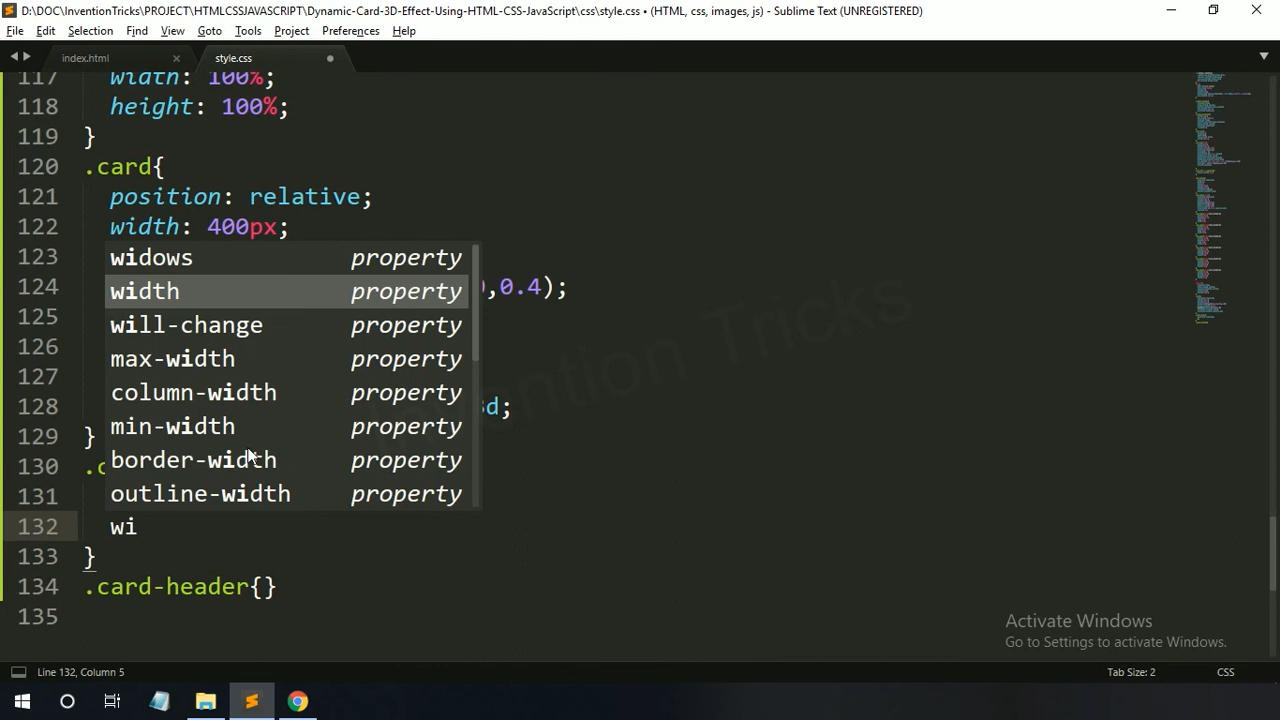 D:\DOC\InventionTricks\PROJECT\HTMLCSSJAVASCRIPT\Dynamic-Card-3D-Effect-Using-HTML-CSS-JavaScript\css\style.css • (HTML, css, images, js) - Sublime Text (UNREGISTERED)
File Edit Selection Find View Goto Tools Project Preferences Help
index.html style.css
117 width: 100%;
118 height: 100%;
119 }
120 .card{
121 position: relative;
122 width: 400px;
123 widows property
124 width property ,0.4);
125 will-change property
126 max-width property
127 column-width property
128 min-width property 3d;
129 }
130 .c border-width property
131 outline-width property
132 wi
133 }
134 .card-header{}
135
Invention Tricks
Activate Windows
Go to Settings to activate Windows.
Line 132, Column 5 Tab Size: 2 CSS